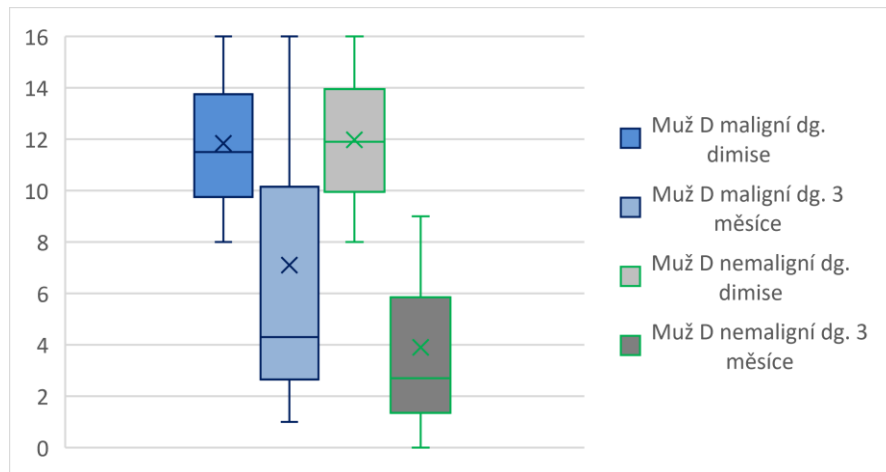 16
14
12
10
8
6
4
2
0
Muž D maligní dg.
dimise
Muž D maligní dg. 3
měsíce
Muž D nemaligní dg.
dimise
Muž D nemaligní dg. 3
měsíce